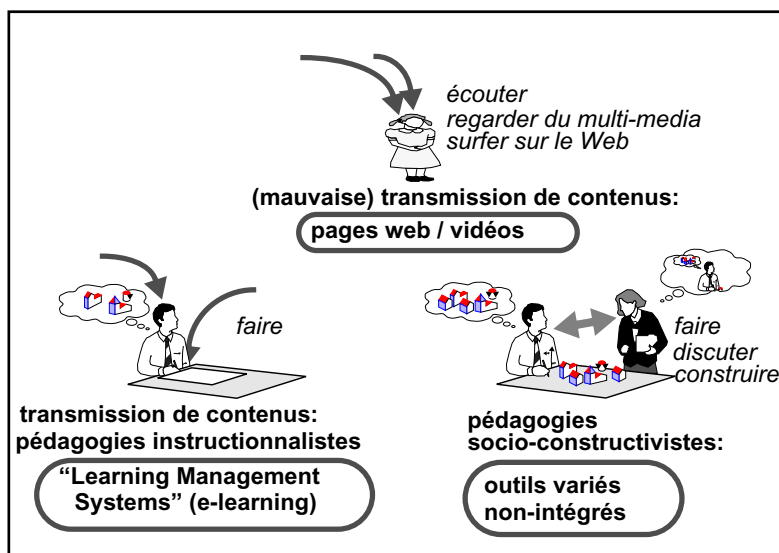 écouter
regarder du multi-media
surfer sur le Web
(mauvaise) transmission de contenus:
pages web / vidéos
faire
transmission de contenus:
pédagogies instructionnalistes
“Learning Management
Systems” (e-learning)
faire
discuter
construire
pédagogies
socio-constructivistes:
outils variés
non-intégrés